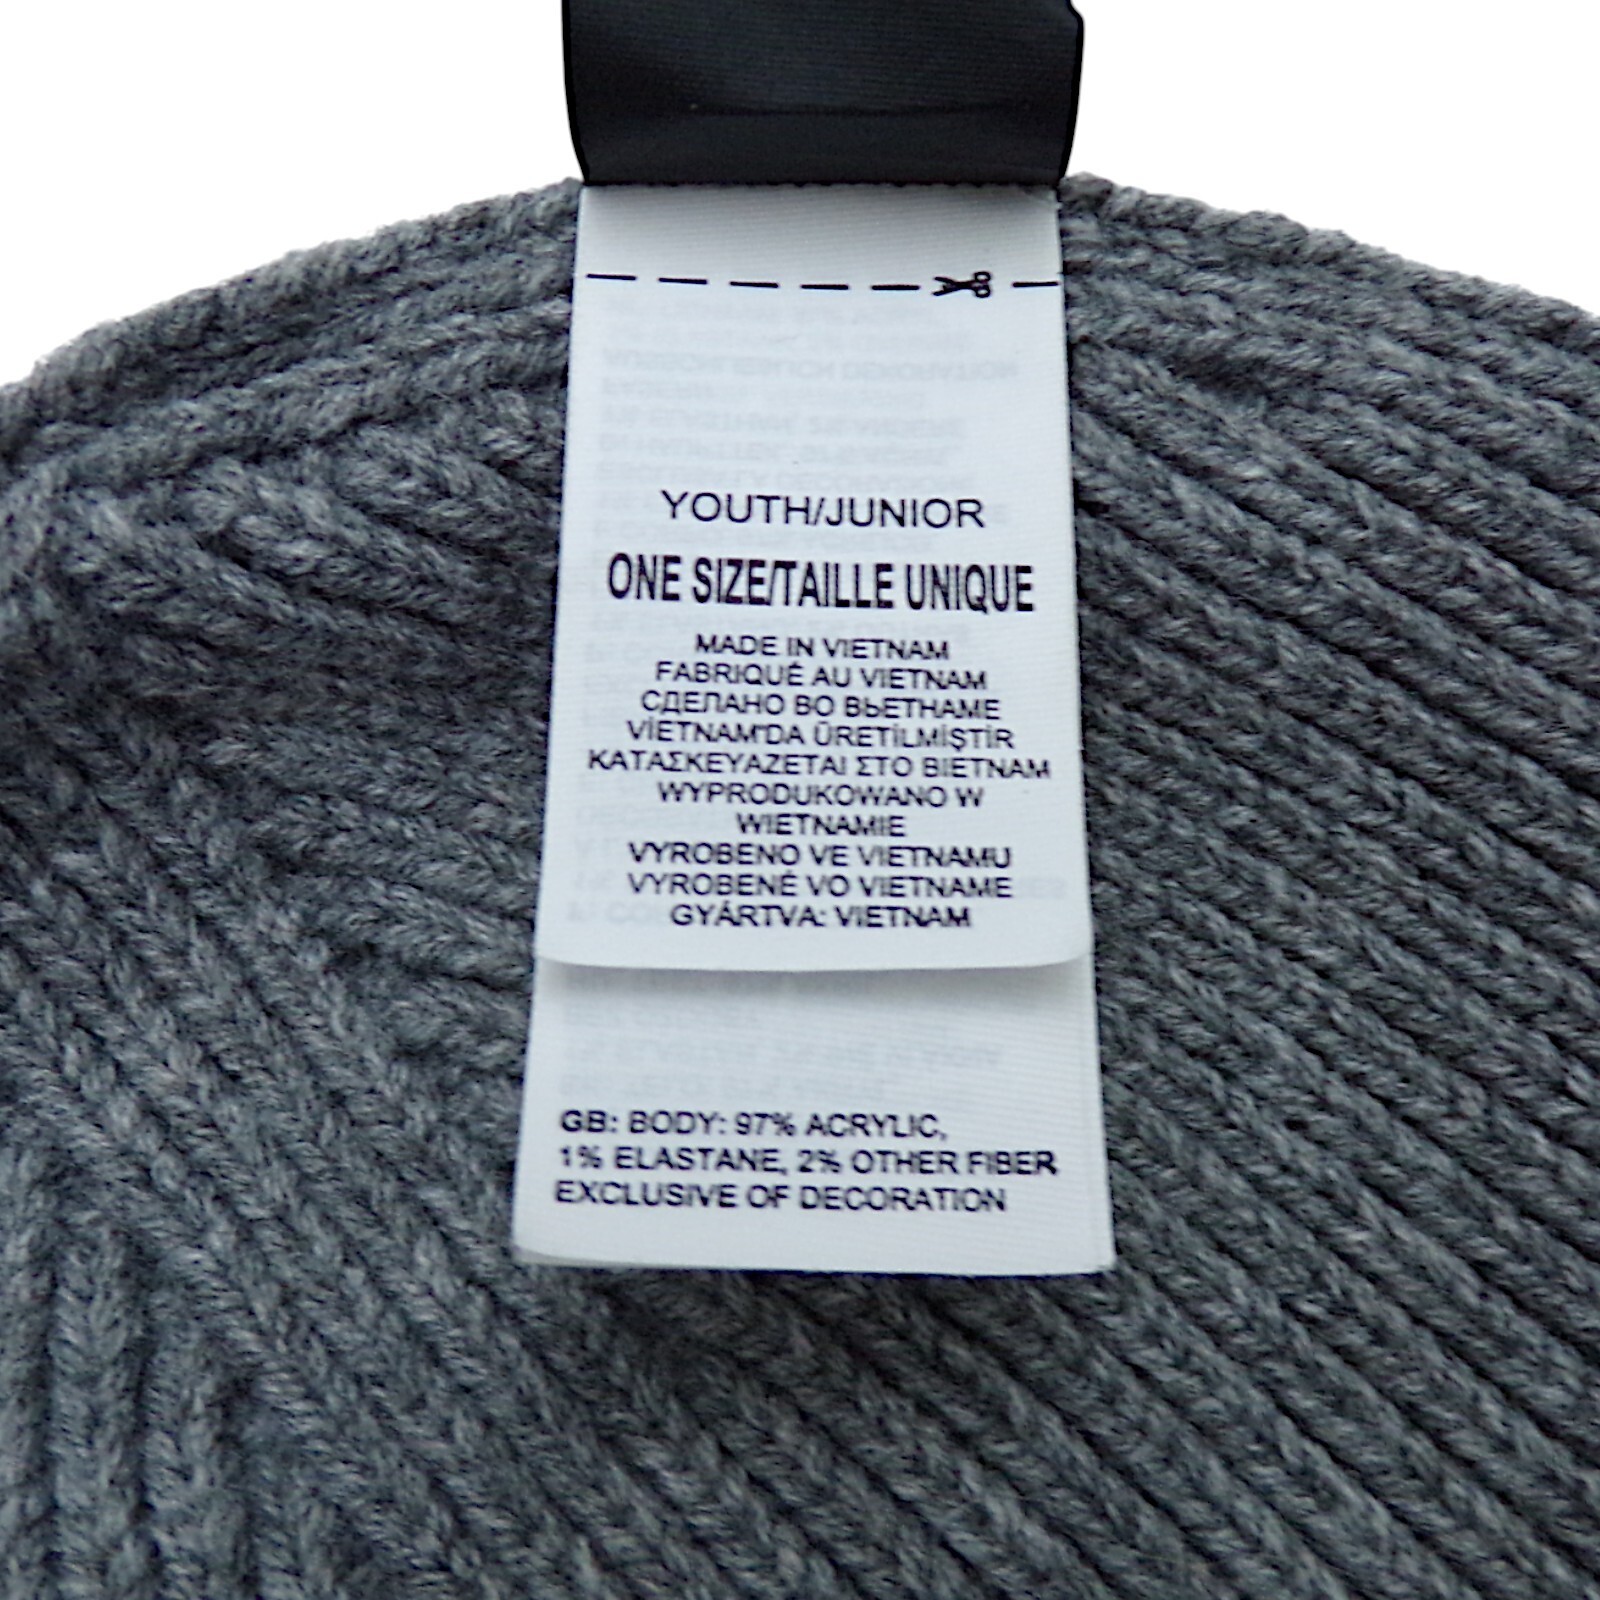 YOUTH/JUNIOR
ONE SIZE/TAILLE UNIQUE
MADE IN VIETNAM
FABRIQUÉ AU VIETNAM
СДЕЛАНО ВО ВЬЕТНАМЕ
VİETNAM'DA ÜRETİLMİŞTİR
ΚΑΤΑΣΚΕΥΑΖΕΤΑΙ ΣΤΟ ΒΙΕΤΝΑΜ
WYPRODUKOWANO W
WIETNAMIE
VYROBENO VE VIETNAMU
VYROBENÉ VO VIETNAME
GYÁRTVA: VIETNAM
GB: BODY: 97% ACRYLIC,
1% ELASTANE, 2% OTHER FIBER
EXCLUSIVE OF DECORATION